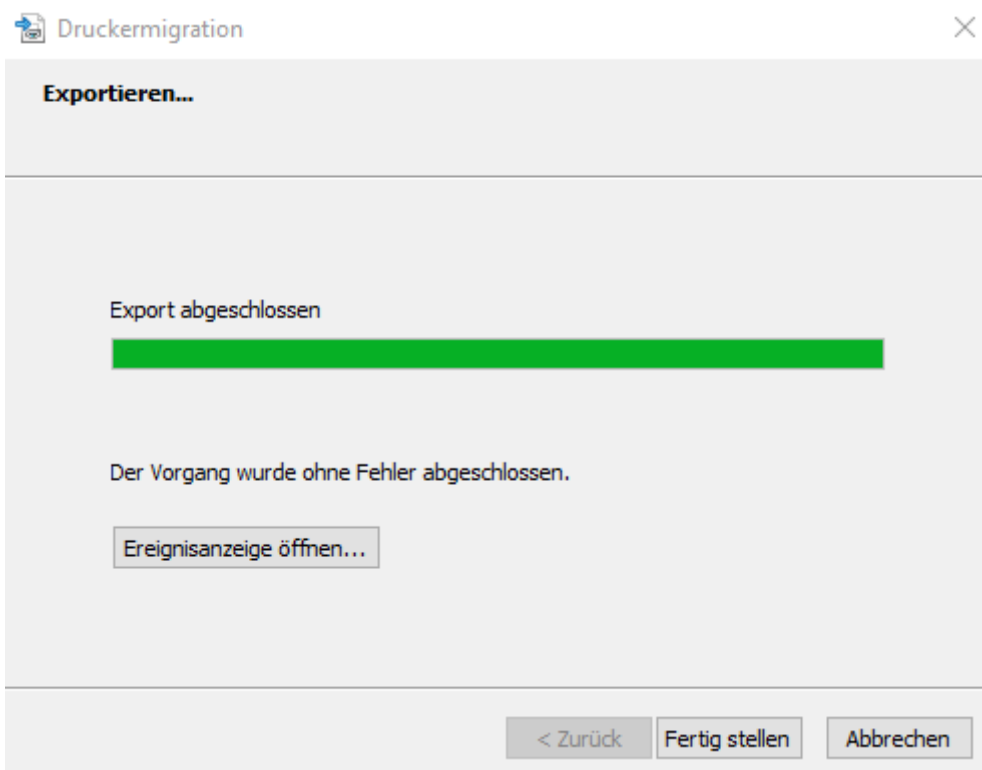 Druckermigration
Exportieren...
Export abgeschlossen
Der Vorgang wurde ohne Fehler abgeschlossen.
Ereignisanzeige öffnen...
< Zurück Fertig stellen Abbrechen